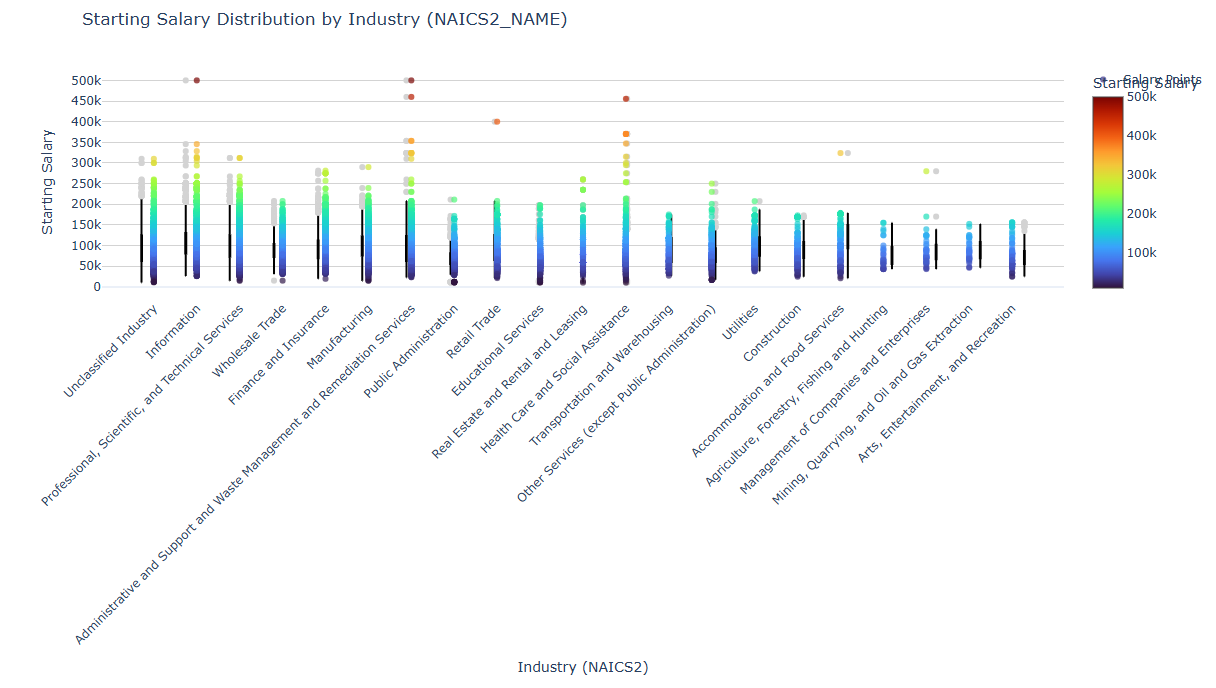 Starting Salary Distribution by Industry (NAICS2_NAME)
Salary Points
Starting Salary
500k
450k
400k
350k
300k
250k
200k
150k
100k
50k
0
Starting Salary
500k
400k
300k
200k
100k
Unclassified Industry
Information
Professional, Scientific, and Technical Services
Wholesale Trade
Finance and Insurance
Manufacturing
Administrative and Support and Waste Management and Remediation Services
Public Administration
Retail Trade
Educational Services
Real Estate and Rental and Leasing
Health Care and Social Assistance
Transportation and Warehousing
Other Services (except Public Administration)
Utilities
Construction
Accommodation and Food Services
Agriculture, Forestry, Fishing and Hunting
Management of Companies and Enterprises
Mining, Quarrying, and Oil and Gas Extraction
Arts, Entertainment, and Recreation
Industry (NAICS2)